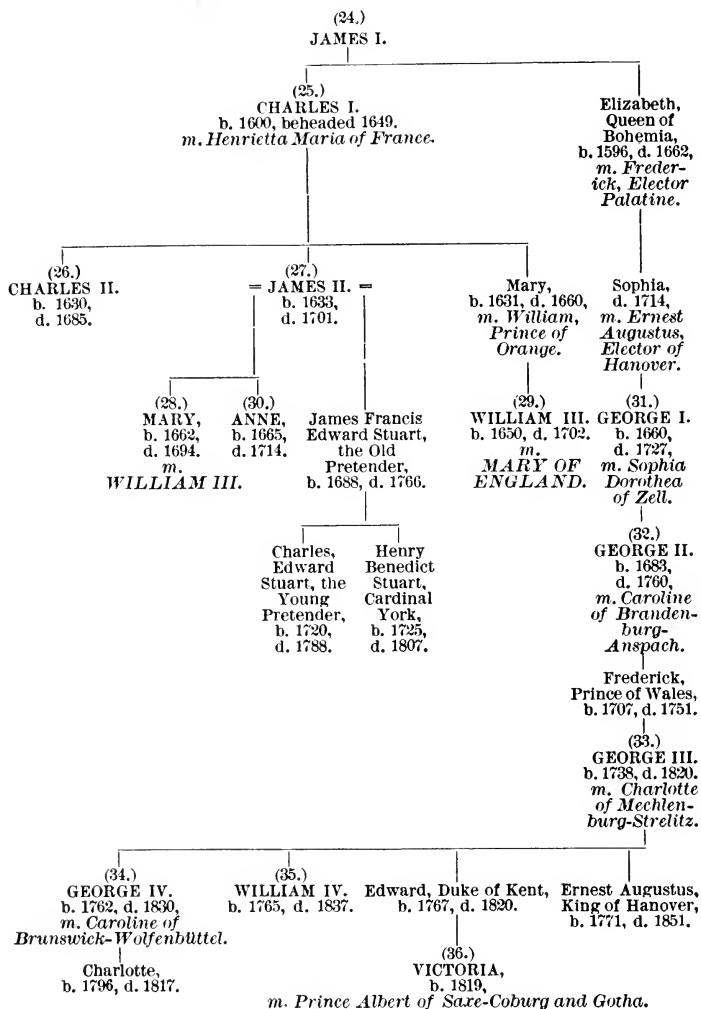 (24.)
JAMES I.
(25.)
CHARLES I.
b. 1600, beheaded 1649.
m. Henrietta Maria of France.
Elizabeth,
Queen of
Bohemia,
b. 1596, d. 1662,
m. Freder-
ick, Elector
Palatine.
(26.)
CHARLES II.
b. 1630,
d. 1685.
(27.)
= JAMES II. =
b. 1633,
d. 1701.
Mary,
b. 1631, d. 1660,
m. William,
Prince of
Orange.
Sophia,
d. 1714,
m. Ernest
Augustus,
Elector of
Hanover.
(28.)
MARY,
b. 1662,
d. 1694.
m.
WILLIAM III.
(30.)
ANNE,
b. 1665,
d. 1714.
James Francis
Edward Stuart,
the Old
Pretender,
b. 1688, d. 1766.
(29.)
WILLIAM III.
b. 1650, d. 1702.
m.
MARY OF
ENGLAND.
(31.)
GEORGE I.
b. 1660,
d. 1727,
m. Sophia
Dorothea
of Zell.
Charles,
Edward
Stuart, the
Young
Pretender,
b. 1720,
d. 1788.
Henry
Benedict
Stuart,
Cardinal
York,
b. 1725,
d. 1807.
(32.)
GEORGE II.
b. 1683,
d. 1760,
m. Caroline
of Branden-
burg-
Anspach.
Frederick,
Prince of Wales,
b. 1707, d. 1751.
(33.)
GEORGE III.
b. 1738, d. 1820.
m. Charlotte
of Mechlen-
burg-Strelitz.
(34.)
GEORGE IV.
b. 1762, d. 1830,
m. Caroline of
Brunswick-Wolfenbüttel.
(35.)
WILLIAM IV.
b. 1765, d. 1837.
Edward, Duke of Kent,
b. 1767, d. 1820.
Ernest Augustus,
King of Hanover,
b. 1771, d. 1851.
Charlotte,
b. 1796, d. 1817.
(36.)
VICTORIA,
b. 1819,
m. Prince Albert of Saxe-Coburg and Gotha.